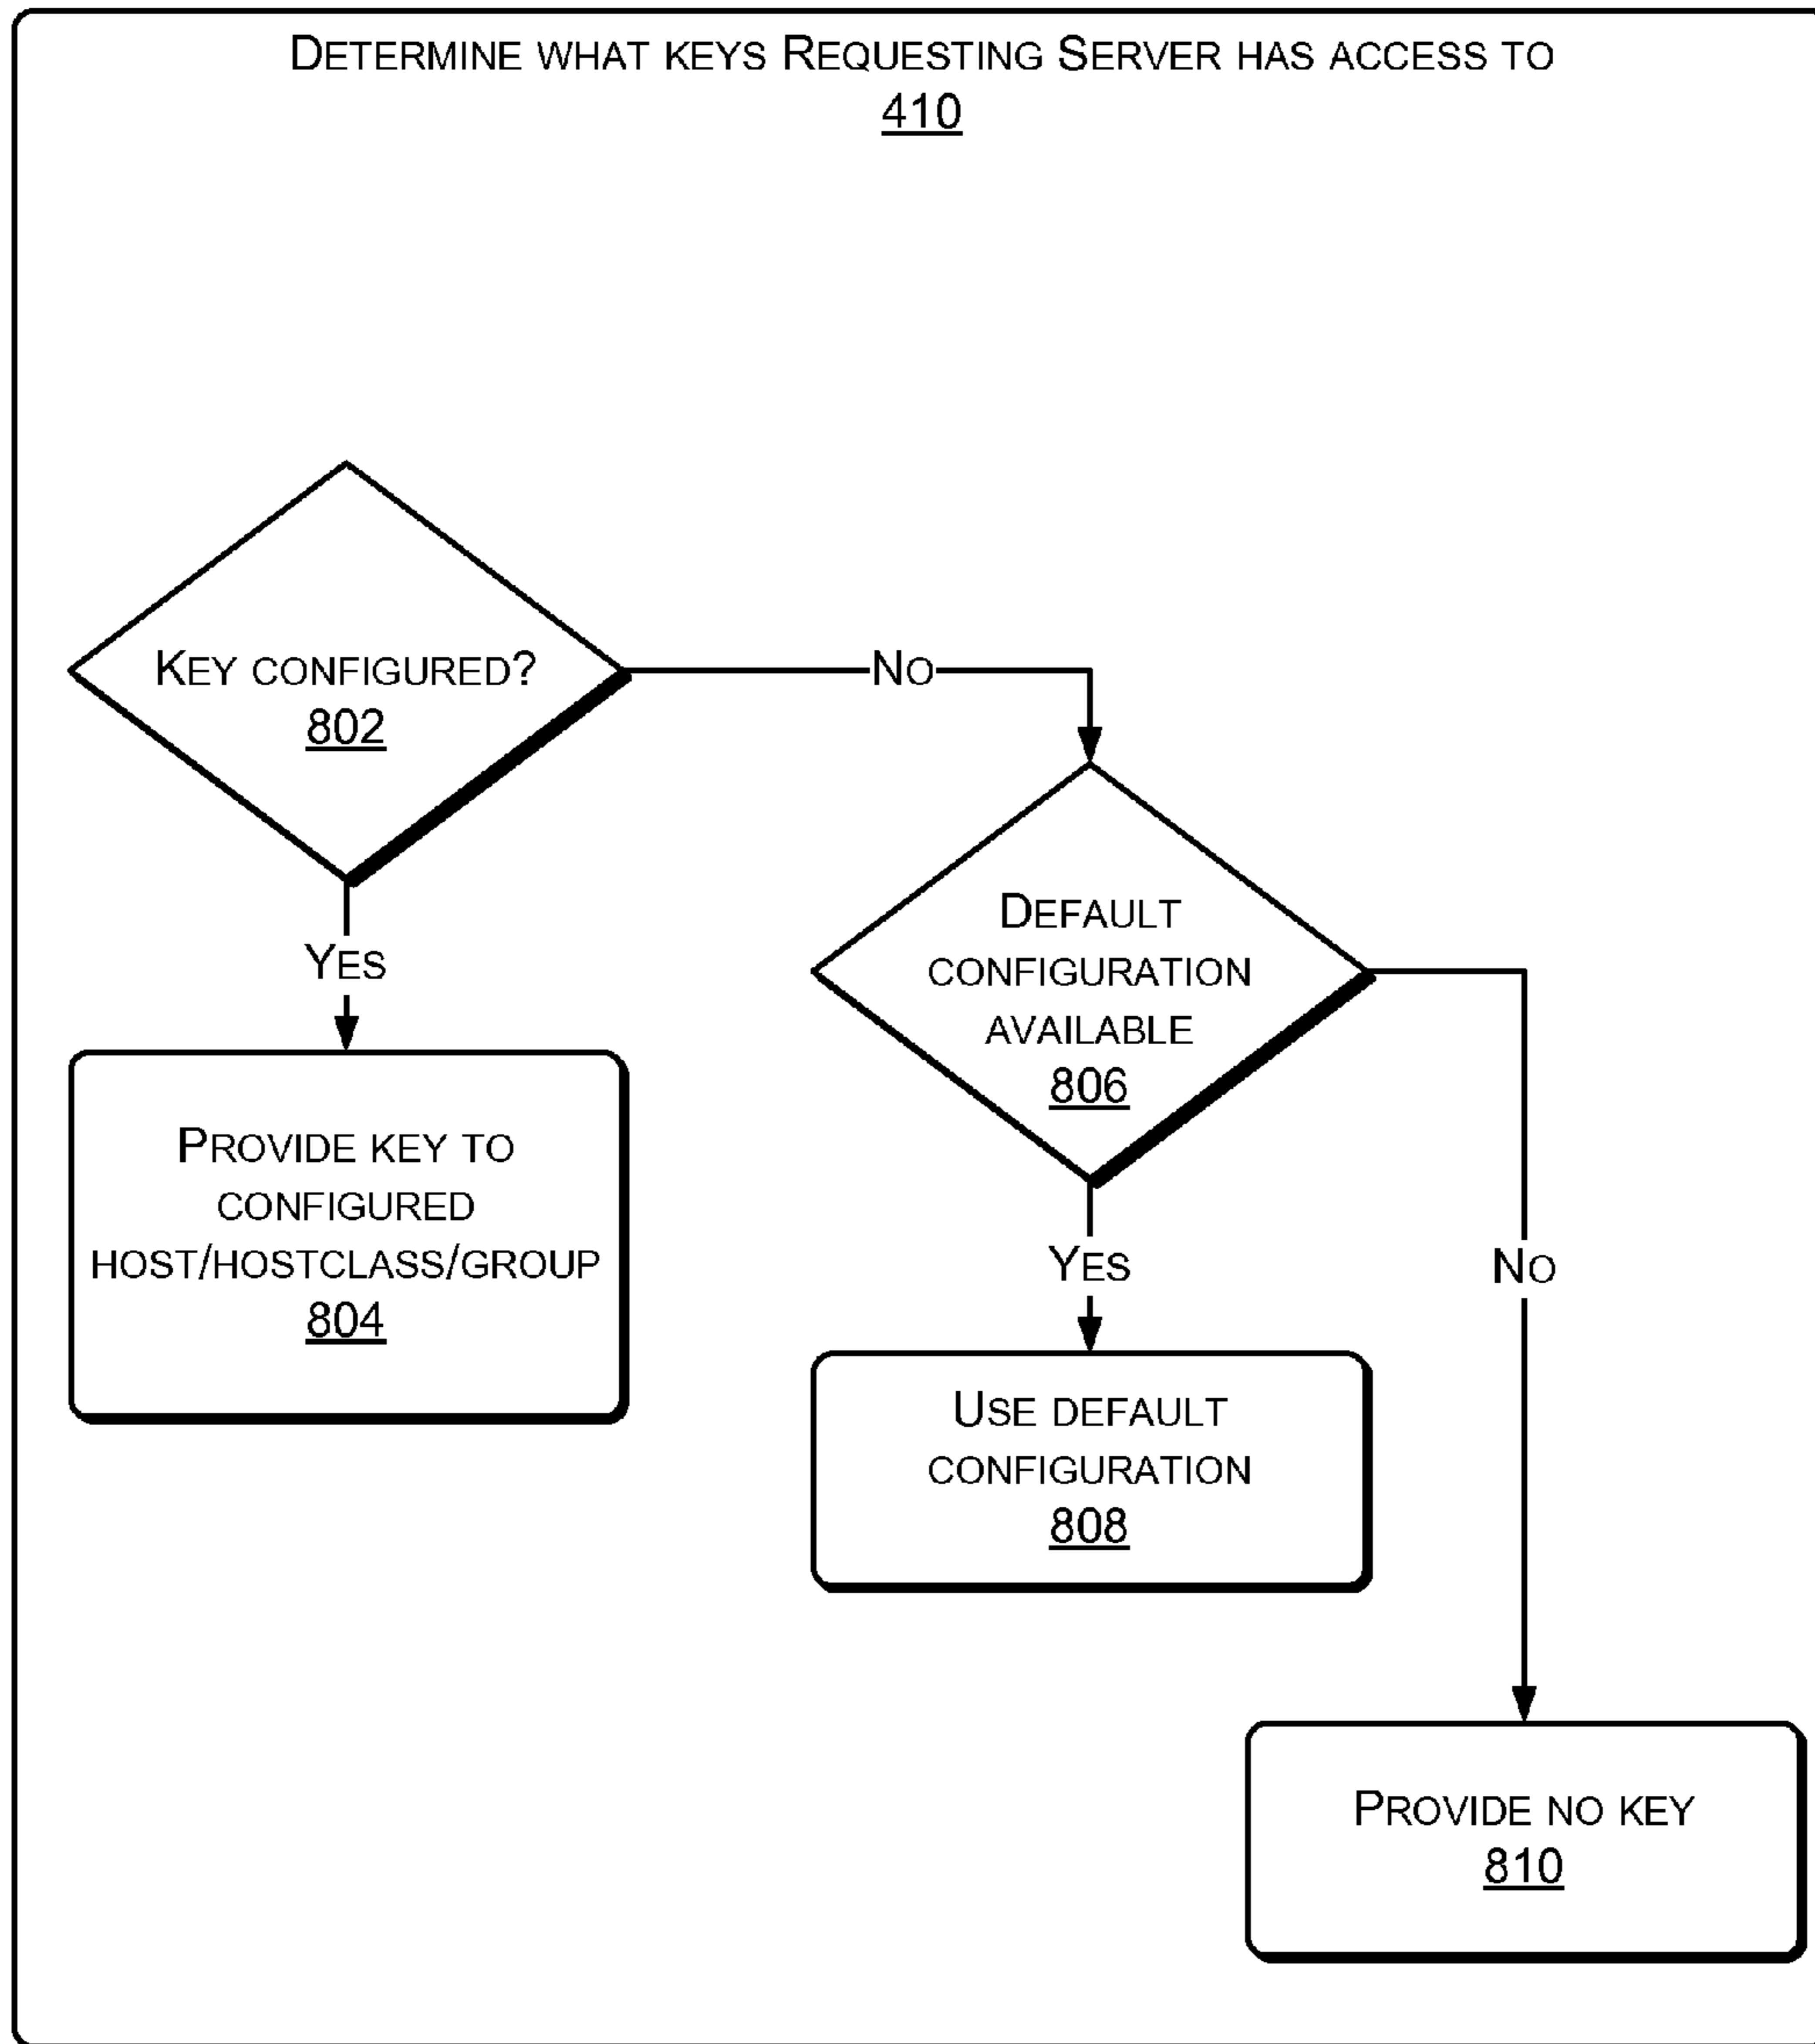 DETERMINE WHAT KEYS REQUESTING SERVER HAS ACCESS TO
410
KEY CONFIGURED?
802
NO
YES
DEFAULT
CONFIGURATION
AVAILABLE
806
PROVIDE KEY TO
CONFIGURED
HOST/HOSTCLASS/GROUP
804
YES
NO
USE DEFAULT
CONFIGURATION
808
PROVIDE NO KEY
810